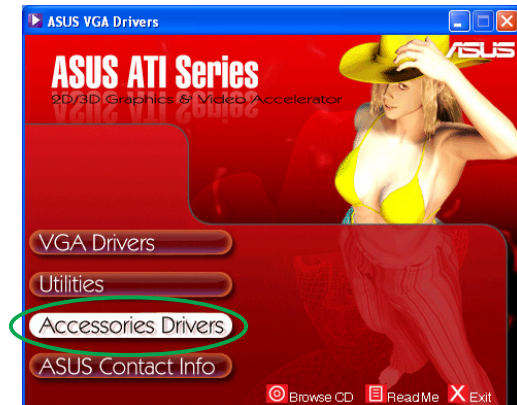 ASUS VGA Drivers
ASUS
ASUS ATI Series
2D/3D Graphics & Video Accelerator
VGA Drivers
Utilities
Accessories Drivers
ASUS Contact Info
Browse CD ReadMe Exit